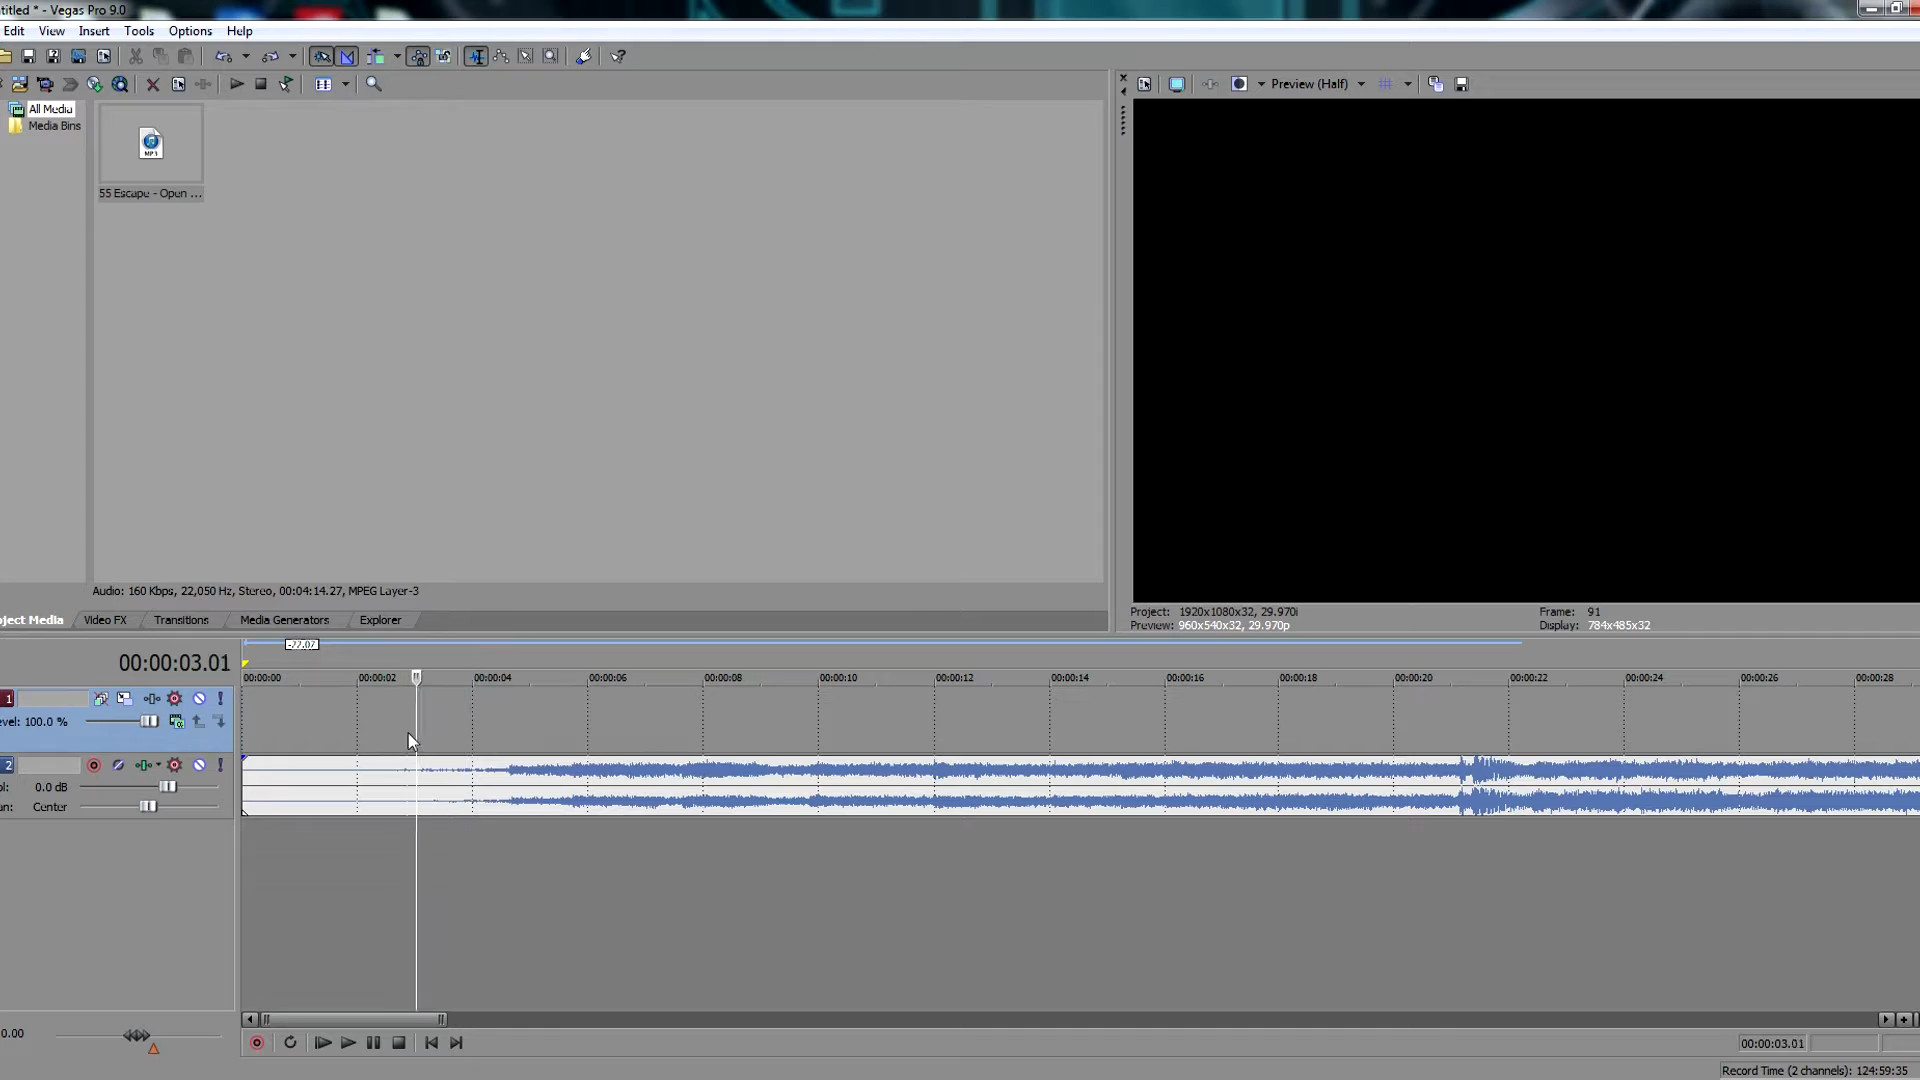 ntitled * - Vegas Pro 9.0
Edit View Insert Tools Options Help
Preview (Half)
All Media
Media Bins
MP3
55 Escape - Open ...
Audio: 160 Kbps, 22,050 Hz, Stereo, 00:04:14.27, MPEG Layer-3
oject Media Video FX Transitions Media Generators Explorer
Project: 1920x1080x32, 29.970i
Frame: 91
Preview: 960x540x32, 29.970p
Display: 784x485x32
-22.07
00:00:03.01
00:00:00 00:00:02 00:00:04 00:00:06 00:00:08 00:00:10 00:00:12 00:00:14 00:00:16 00:00:18 00:00:20 00:00:22 00:00:24 00:00:26 00:00:28
1
evel: 100.0 %
2
ol: 0.0 dB
un: Center
0.00
00:00:03.01
Record Time (2 channels): 124:59:35